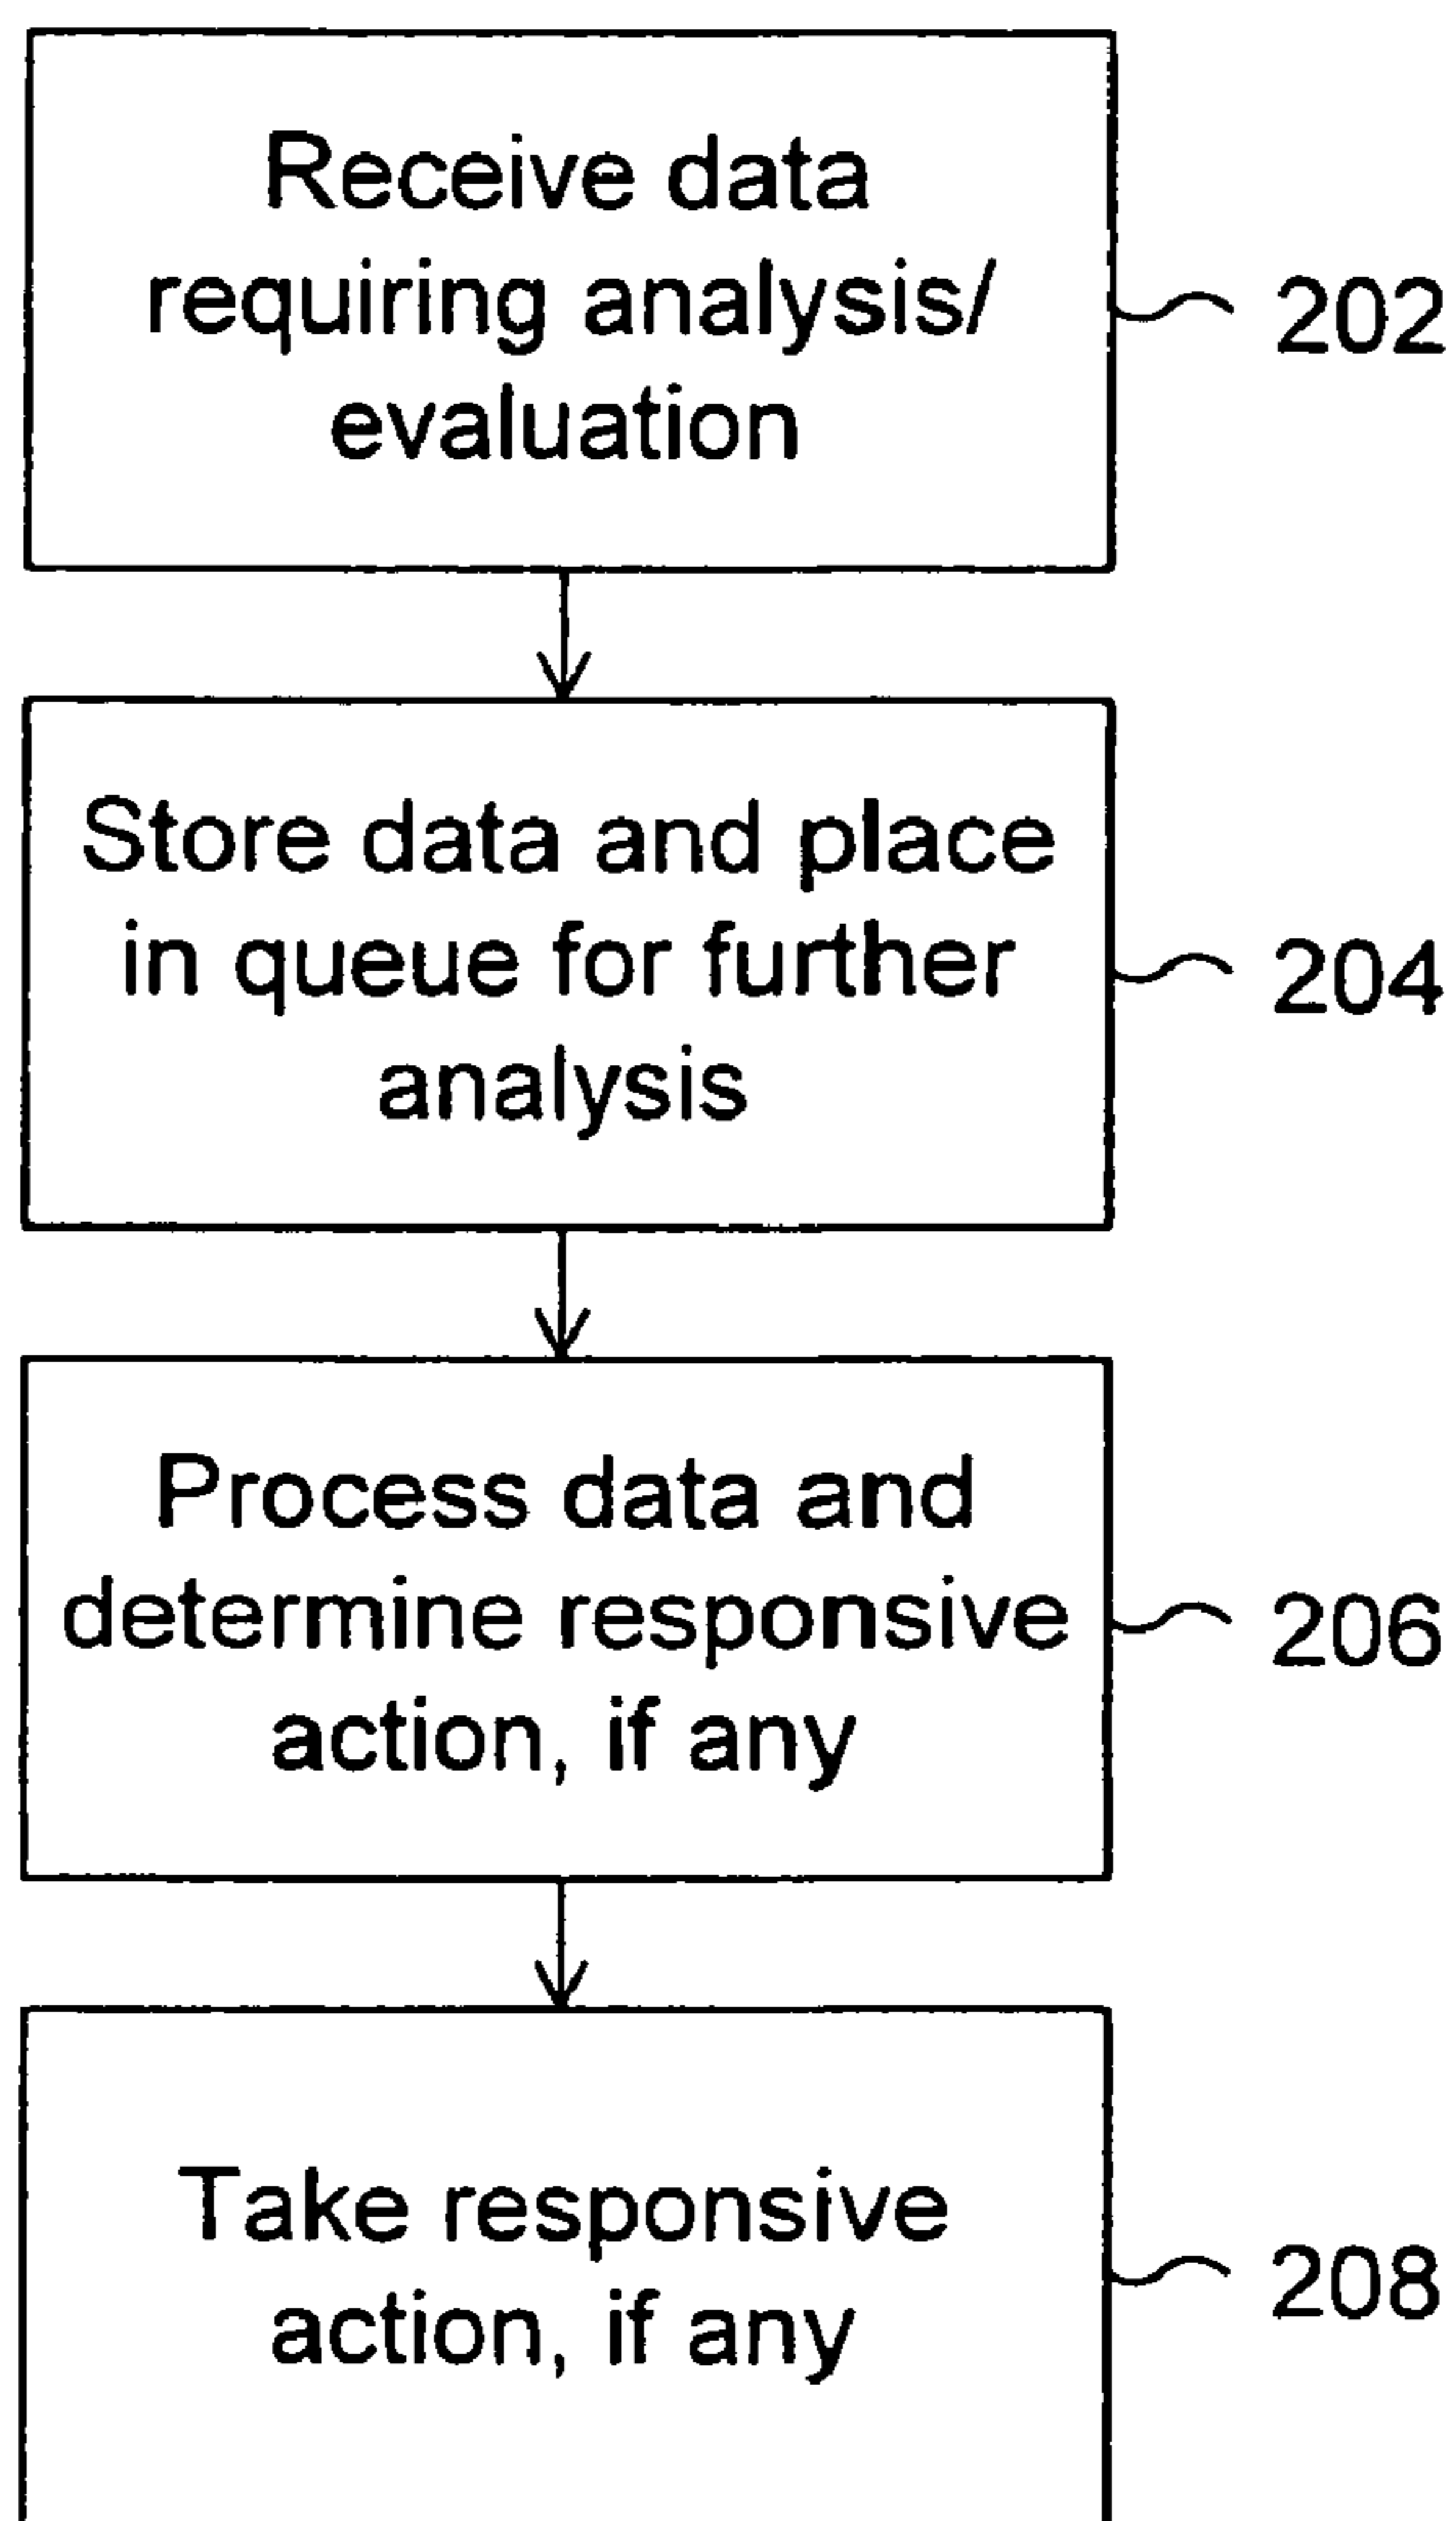 Receive data
requiring analysis/
evaluation
202
Store data and place
in queue for further
analysis
204
Process data and
determine responsive
action, if any
206
Take responsive
action, if any
208